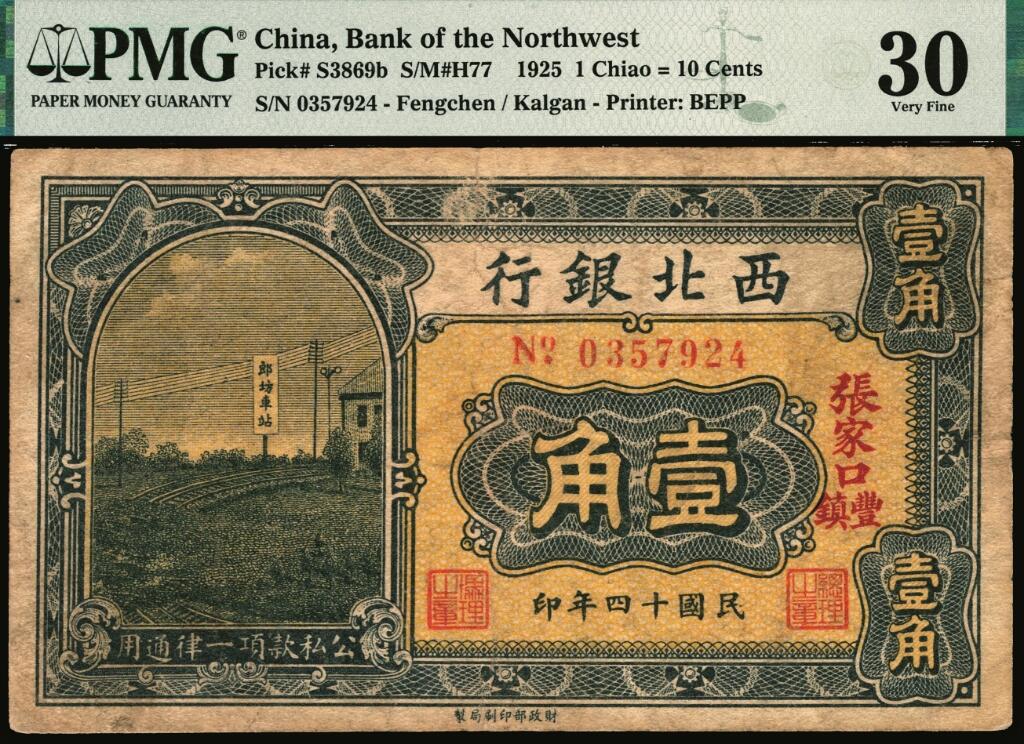 PMG®
PAPER MONEY GUARANTY
China, Bank of the Northwest
Pick# S3869b S/M#H77 1925 1 Chiao = 10 Cents
S/N 0357924 - Fengchen / Kalgan - Printer: BEPP
30
Very Fine
西北銀行
壹角
No. 0357924
郎坊車站
壹角
張家口
豐鎮
民國十四年印
公私款項一律通用
壹角
財政部印刷局製